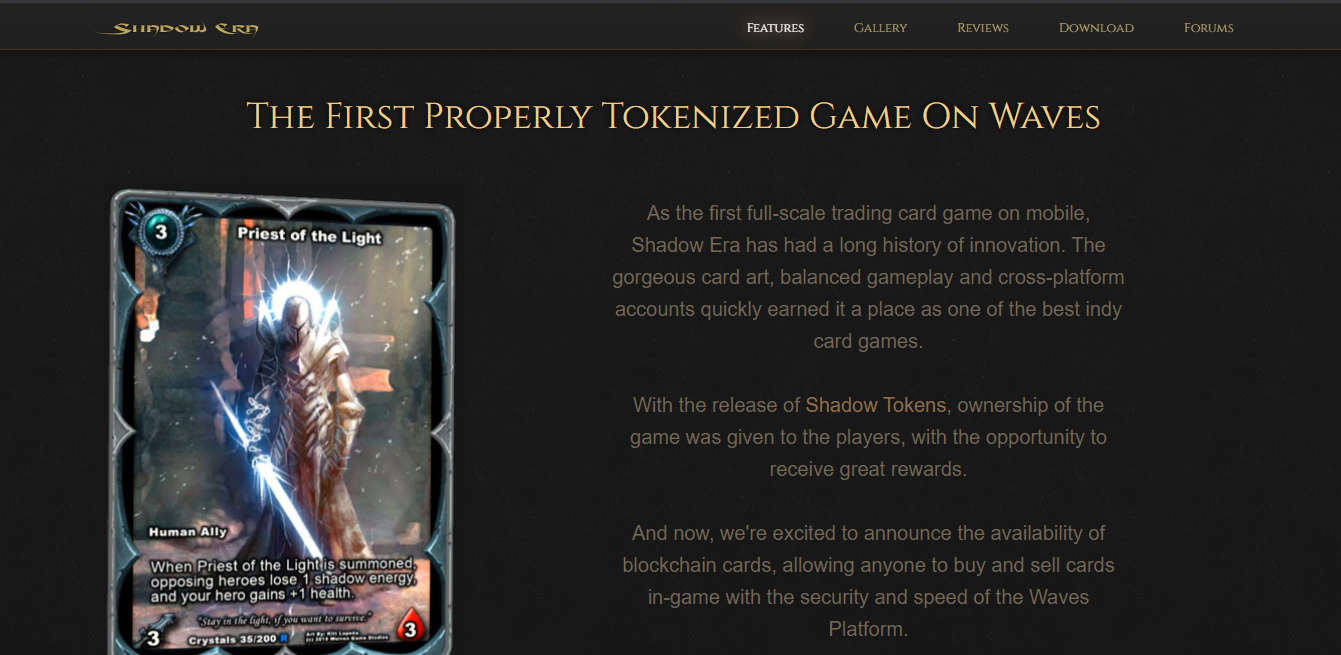 Shadow Era
Features
Gallery
Reviews
Download
Forums
The First Properly Tokenized Game On Waves
3
Priest of the Light
Human Ally
When Priest of the Light is summoned,
opposing heroes lose 1 shadow energy,
and your hero gains +1 health.
"Stay in the light, if you want to survive."
3
Crystals 35/200 R
3
As the first full-scale trading card game on mobile,
Shadow Era has had a long history of innovation. The
gorgeous card art, balanced gameplay and cross-platform
accounts quickly earned it a place as one of the best indy
card games.
With the release of Shadow Tokens, ownership of the
game was given to the players, with the opportunity to
receive great rewards.
And now, we're excited to announce the availability of
blockchain cards, allowing anyone to buy and sell cards
in-game with the security and speed of the Waves
Platform.